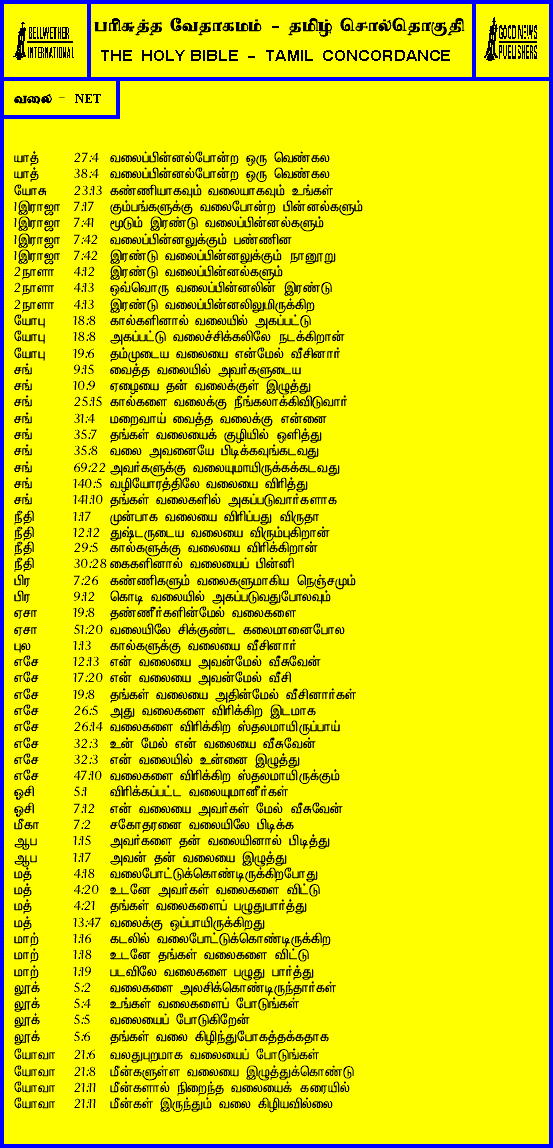 BELLWETHER INTERNATIONAL
பரிசுத்த வேதாகமம் - தமிழ் சொல்தொகுதி
THE HOLY BIBLE - TAMIL CONCORDANCE
GOOD NEWS PUBLISHERS
வலை - NET
யாத் 27:4 வலைப்பின்னல்போன்ற ஒரு வெண்கல
யாத் 38:4 வலைப்பின்னல்போன்ற ஒரு வெண்கல
யோசு 23:13 கண்ணியாகவும் வலையாகவும் உங்கள்
1இராஜா 7:17 கும்பங்களுக்கு வலைபோன்ற பின்னல்களும்
1இராஜா 7:41 மூடும் இரண்டு வலைப்பின்னல்களும்
1இராஜா 7:42 வலைப்பின்னலுக்கும் பண்ணின
1இராஜா 7:42 இரண்டு வலைப்பின்னலுக்கும் நானூறு
2நாளா 4:12 இரண்டு வலைப்பின்னல்களும்
2நாளா 4:13 ஒவ்வொரு வலைப்பின்னலின் இரண்டு
2நாளா 4:13 இரண்டு வலைப்பின்னலிலுமிருக்கிற
யோபு 18:8 கால்களினால் வலையில் அகப்பட்டு
யோபு 18:8 அகப்பட்டு வலைச்சிக்கலிலே நடக்கிறான்
யோபு 19:6 தம்முடைய வலையை என்மேல் வீசினார்
சங் 9:15 வைத்த வலையில் அவர்களுடைய
சங் 10:9 ஏழையை தன் வலைக்குள் இழுத்து
சங் 25:15 கால்களை வலைக்கு நீங்கலாக்கிவிடுவார்
சங் 31:4 மறைவாய் வைத்த வலைக்கு என்னை
சங் 35:7 தங்கள் வலையைக் குழியில் ஒளித்து
சங் 35:8 வலை அவனையே பிடிக்கவுங்கடவது
சங் 69:22 அவர்களுக்கு வலையுமாயிருக்கக்கடவது
சங் 140:5 வழியோரத்திலே வலையை விரித்து
சங் 141:10 தங்கள் வலைகளில் அகப்படுவார்களாக
நீதி 1:17 முன்பாக வலையை விரிப்பது விருதா
நீதி 12:12 துஷ்டருடைய வலையை விரும்புகிறான்
நீதி 29:5 கால்களுக்கு வலையை விரிக்கிறான்
நீதி 30:28 கைகளினால் வலையைப் பின்னி
பிர 7:26 கண்ணிகளும் வலைகளுமாகிய நெஞ்சமும்
பிர 9:12 கொடி வலையில் அகப்படுவதுபோலவும்
ஏசா 19:8 தண்ணீர்களின்மேல் வலைகளை
ஏசா 51:20 வலையிலே சிக்குண்ட கலைமானைபோல
புல 1:13 கால்களுக்கு வலையை வீசினார்
எசே 12:13 என் வலையை அவன்மேல் வீசுவேன்
எசே 17:20 என் வலையை அவன்மேல் வீசி
எசே 19:8 தங்கள் வலையை அதின்மேல் வீசினார்கள்
எசே 26:5 அது வலைகளை விரிக்கிற இடமாக
எசே 26:14 வலைகளை விரிக்கிற ஸ்தலமாயிருப்பாய்
எசே 32:3 உன் மேல் என் வலையை வீசுவேன்
எசே 32:3 என் வலையில் உன்னை இழுத்து
எசே 47:10 வலைகளை விரிக்கிற ஸ்தலமாயிருக்கும்
ஓசி 5:1 விரிக்கப்பட்ட வலையுமானீர்கள்
ஓசி 7:12 என் வலையை அவர்கள் மேல் வீசுவேன்
மீகா 7:2 சகோதரனை வலையிலே பிடிக்க
ஆப 1:15 அவர்களை தன் வலையினால் பிடித்து
ஆப 1:17 அவன் தன் வலையை இழுத்து
மத் 4:18 வலைபோட்டுக்கொண்டிருக்கிறபோது
மத் 4:20 உடனே அவர்கள் வலைகளை விட்டு
மத் 4:21 தங்கள் வலைகளைப் பழுதுபார்த்து
மத் 13:47 வலைக்கு ஒப்பாயிருக்கிறது
மாற் 1:16 கடலில் வலைபோட்டுக்கொண்டிருக்கிற
மாற் 1:18 உடனே தங்கள் வலைகளை விட்டு
மாற் 1:19 படவிலே வலைகளை பழுது பார்த்து
லூக் 5:2 வலைகளை அலசிக்கொண்டிருந்தார்கள்
லூக் 5:4 உங்கள் வலைகளைப் போடுங்கள்
லூக் 5:5 வலையைப் போடுகிறேன்
லூக் 5:6 தங்கள் வலை கிழிந்துபோகத்தக்கதாக
யோவா 21:6 வலதுபுறமாக வலையைப் போடுங்கள்
யோவா 21:8 மீன்களுள்ள வலையை இழுத்துக்கொண்டு
யோவா 21:11 மீன்களால் நிறைந்த வலையைக் கரையில்
யோவா 21:11 மீன்கள் இருந்தும் வலை கிழியவில்லை